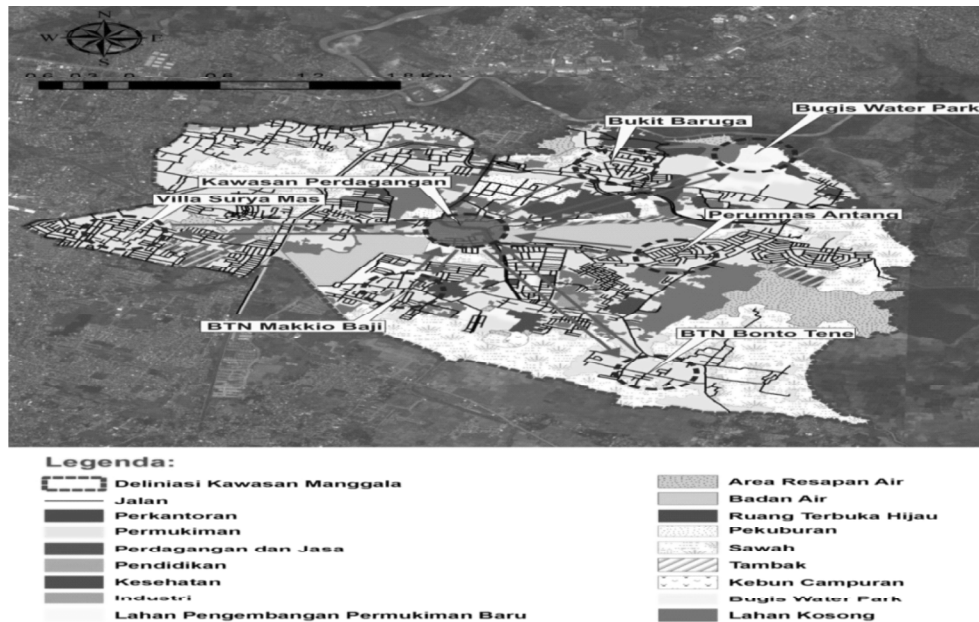 N
W E
S
Bugis Water Park
Bukit Baruga
Kawasan Perdagangan
Villa Surya Mas
Perumnas Antang
BTN Makkio Baji
BTN Bonto Tene
Legenda:
Deliniasi Kawasan Manggala
Jalan
Perkantoran
Permukiman
Perdagangan dan Jasa
Pendidikan
Kesehatan
Industri
Lahan Pengembangan Permukiman Baru
Area Resapan Air
Badan Air
Ruang Terbuka Hijau
Pekuburan
Sawah
Tambak
Kebun Campuran
Bugis Water Park
Lahan Kosong